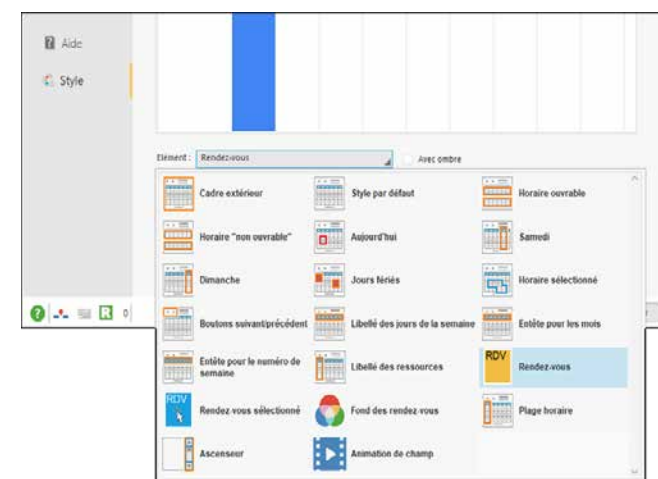 Aide
Style
Elément : Rendez-vous Avec ombre
Cadre extérieur Style par défaut Horaire ouvrable
Horaire "non ouvrable" Aujourd'hui Samedi
Dimanche Jours fériés Horaire sélectionné
Boutons suivant/précédent Libellé des jours de la semaine Entête pour les mois
Entête pour le numéro de
semaine Libellé des ressources RDV Rendez-vous
RDV Rendez-vous sélectionné Fond des rendez-vous Plage horaire
Ascenseur Animation de champ
R 0